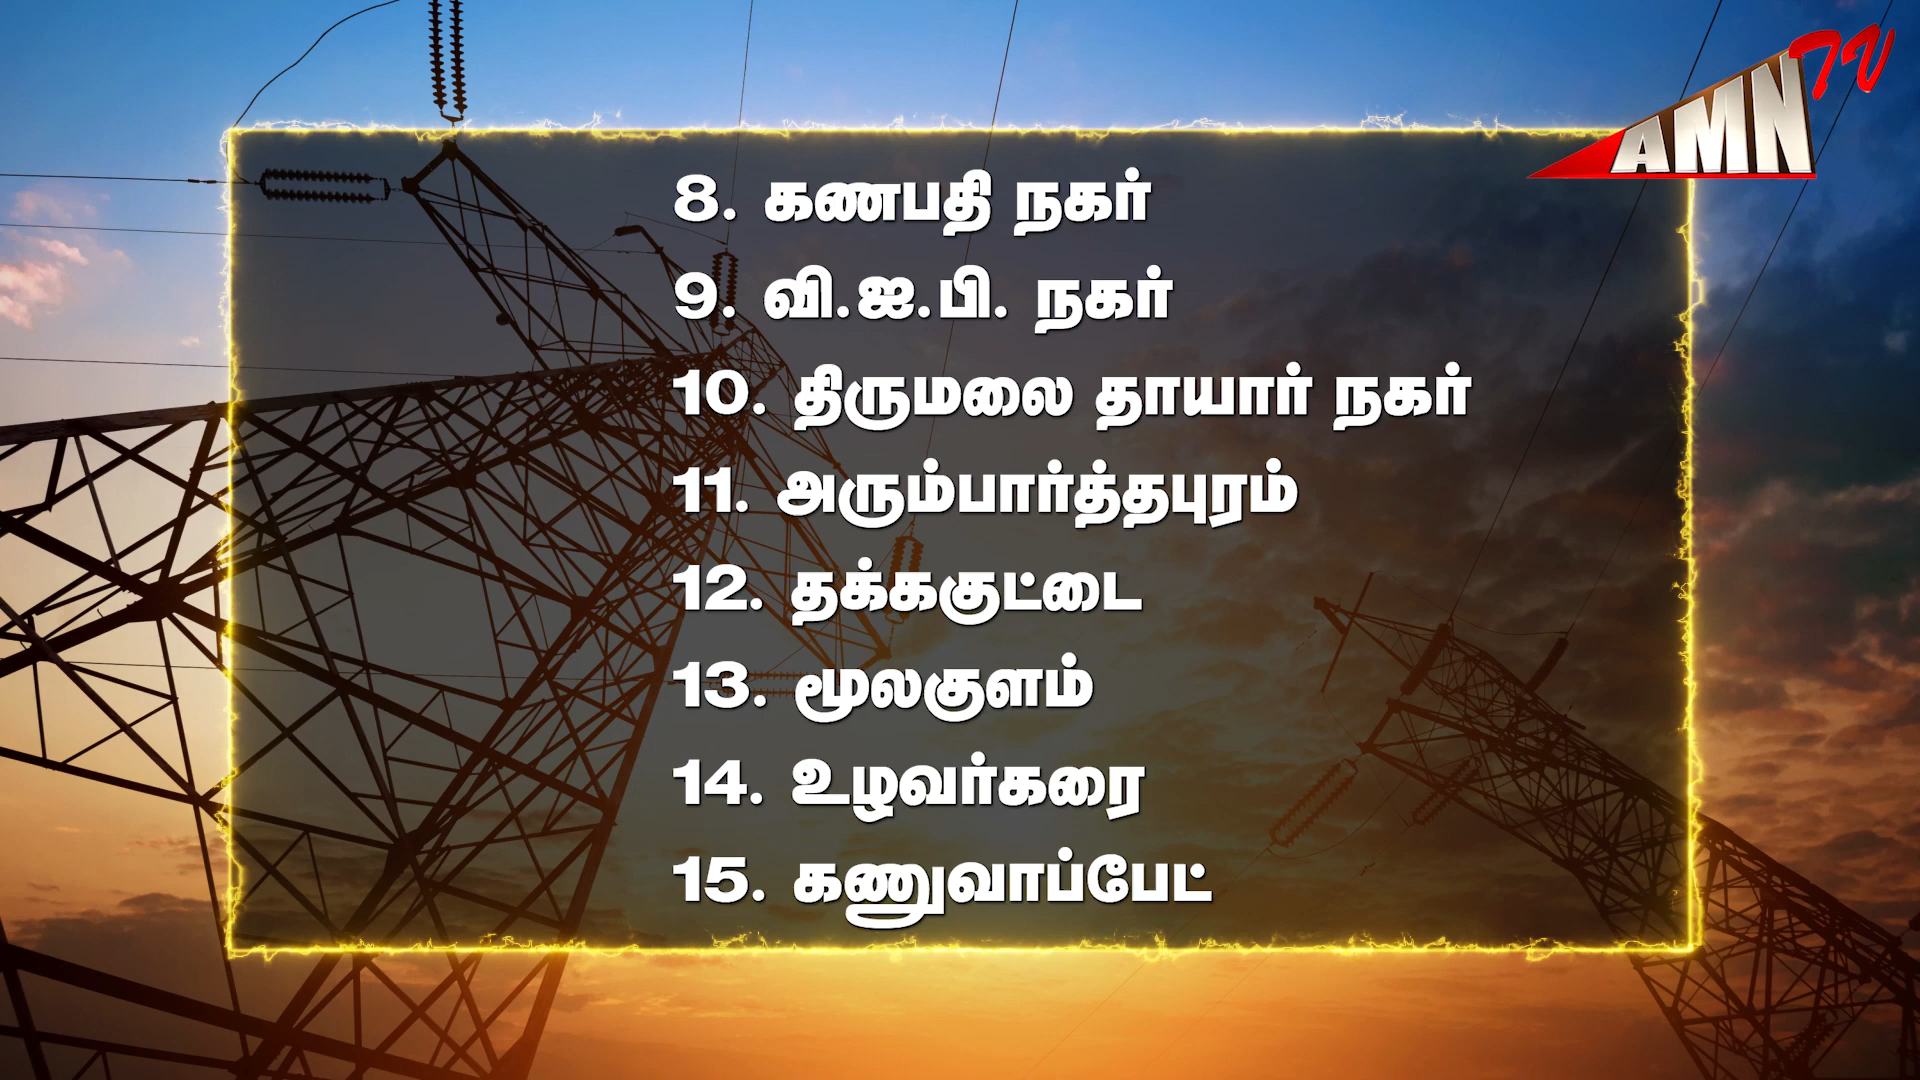 AMN TV
8. கணபதி நகர்
9. வி.ஐ.பி. நகர்
10. திருமலை தாயார் நகர்
11. அரும்பார்த்தபுரம்
12. தக்ககுட்டை
13. மூலகுளம்
14. உழவர்கரை
15. கணுவாப்பேட்